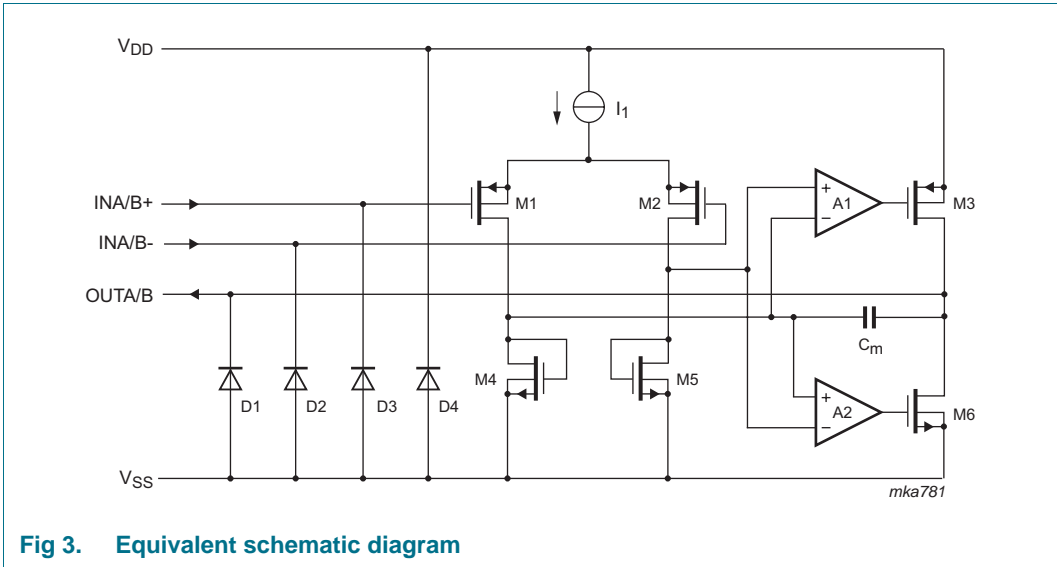 VDD
I1
INA/B+
M1
M2
+
A1
−
M3
INA/B-
OUTA/B
Cm
M4
M5
+
A2
−
M6
D1
D2
D3
D4
VSS
mka781
Fig 3. Equivalent schematic diagram